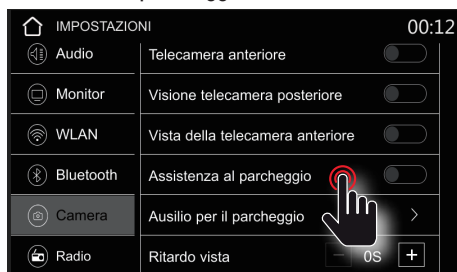 IMPOSTAZIONI 00:12
Audio Telecamera anteriore
Monitor Visione telecamera posteriore
WLAN Vista della telecamera anteriore
Bluetooth Assistenza al parcheggio
Camera Ausilio per il parcheggio >
Radio Ritardo vista − 0S +